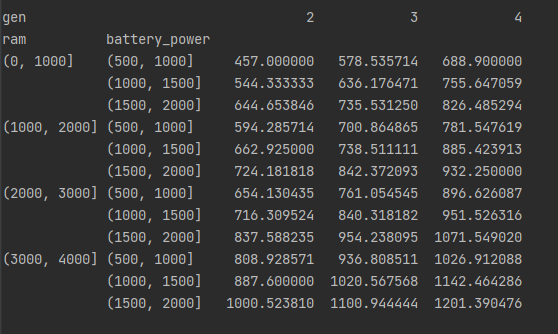 gen 2 3 4
ram battery_power
(0, 1000] (500, 1000] 457.000000 578.535714 688.900000
(1000, 1500] 544.333333 636.176471 755.647059
(1500, 2000] 644.653846 735.531250 826.485294
(1000, 2000] (500, 1000] 594.285714 700.864865 781.547619
(1000, 1500] 662.925000 738.511111 885.423913
(1500, 2000] 724.181818 842.372093 932.250000
(2000, 3000] (500, 1000] 654.130435 761.054545 896.626087
(1000, 1500] 716.309524 840.318182 951.526316
(1500, 2000] 837.588235 954.238095 1071.549020
(3000, 4000] (500, 1000] 808.928571 936.808511 1026.912088
(1000, 1500] 887.600000 1020.567568 1142.464286
(1500, 2000] 1000.523810 1100.944444 1201.390476